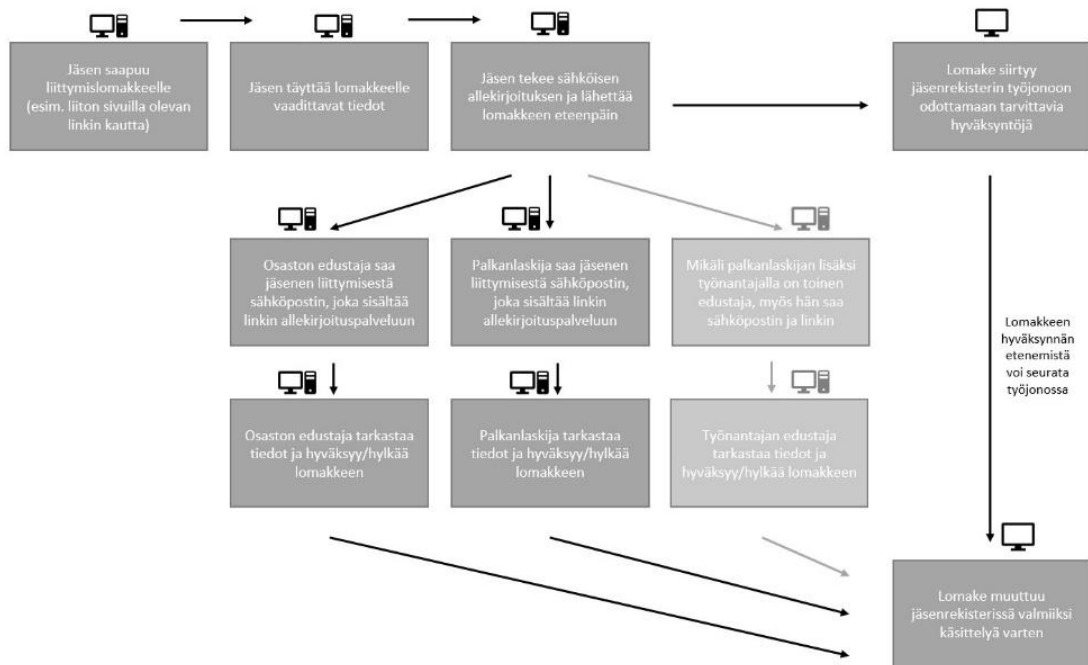 Jäsen saapuu
liittymislomakkeelle
(esim. liiton sivuilla olevan
linkin kautta)
Jäsen täyttää lomakkeelle
vaadittavat tiedot
Jäsen tekee sähköisen
allekirjoituksen ja lähettää
lomakkeen eteenpäin
Lomake siirtyy
jäsenrekisterin työjonoon
odottamaan tarvittavia
hyväksyntöjä
Osaston edustaja saa
jäsenen liittymisestä
sähköpostin, joka sisältää
linkin allekirjoituspalveluun
Palkanlaskija saa jäsenen
liittymisestä sähköpostin,
joka sisältää linkin
allekirjoituspalveluun
Mikäli palkanlaskijan lisäksi
työnantajalla on toinen
edustaja, myös hän saa
sähköpostin ja linkin
Lomakkeen
hyväksynnän
etenemistä
voi seurata
työjonossa
Osaston edustaja tarkastaa
tiedot ja hyväksyy/hylkää
lomakkeen
Palkanlaskija tarkastaa
tiedot ja hyväksyy/hylkää
lomakkeen
Työnantajan edustaja
tarkastaa tiedot ja
hyväksyy/hylkää lomakkeen
Lomake muuttuu
jäsenrekisterissä valmiiksi
käsittelyä varten